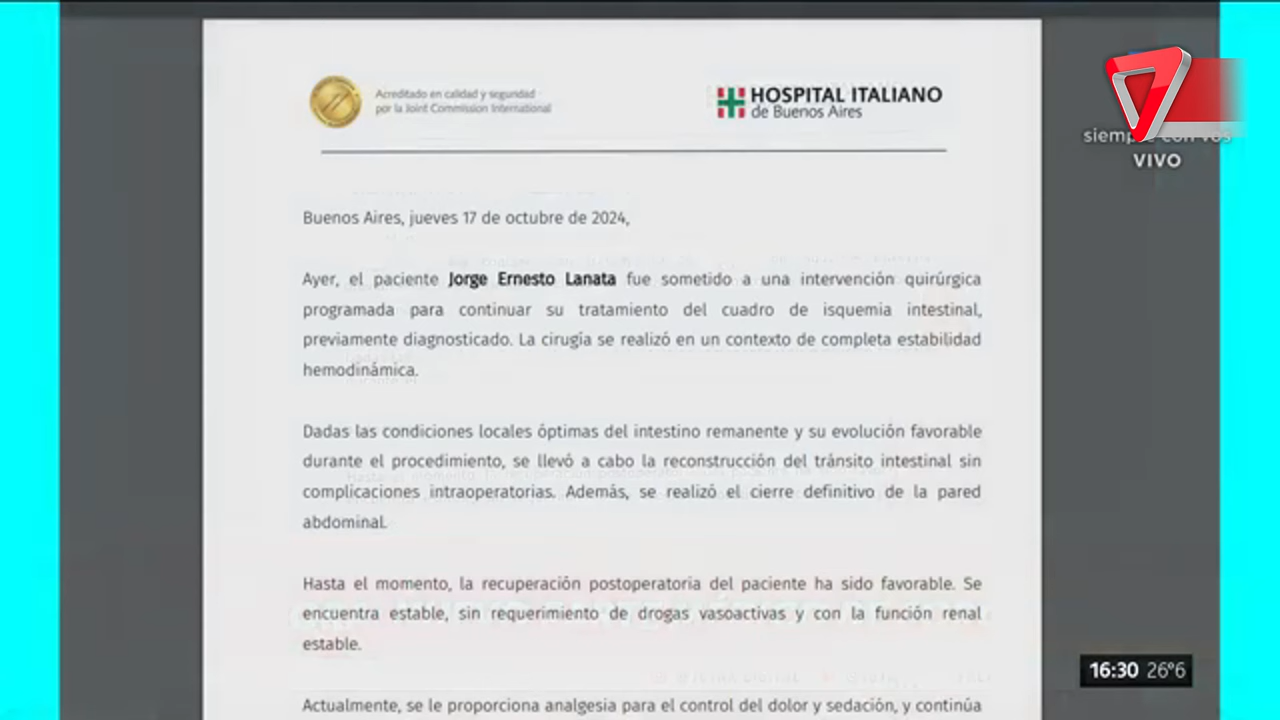 Acreditado en calidad y seguridad
por la Joint Commission International
HOSPITAL ITALIANO
de Buenos Aires
siempre con vos
VIVO
Buenos Aires, jueves 17 de octubre de 2024,
Ayer, el paciente Jorge Ernesto Lanata fue sometido a una intervención quirúrgica
programada para continuar su tratamiento del cuadro de isquemia intestinal,
previamente diagnosticado. La cirugía se realizó en un contexto de completa estabilidad
hemodinámica.
Dadas las condiciones locales óptimas del intestino remanente y su evolución favorable
durante el procedimiento, se llevó a cabo la reconstrucción del tránsito intestinal sin
complicaciones intraoperatorias. Además, se realizó el cierre definitivo de la pared
abdominal.
Hasta el momento, la recuperación postoperatoria del paciente ha sido favorable. Se
encuentra estable, sin requerimiento de drogas vasoactivas y con la función renal
estable.
Actualmente, se le proporciona analgesia para el control del dolor y sedación, y continúa
16:30 26°6